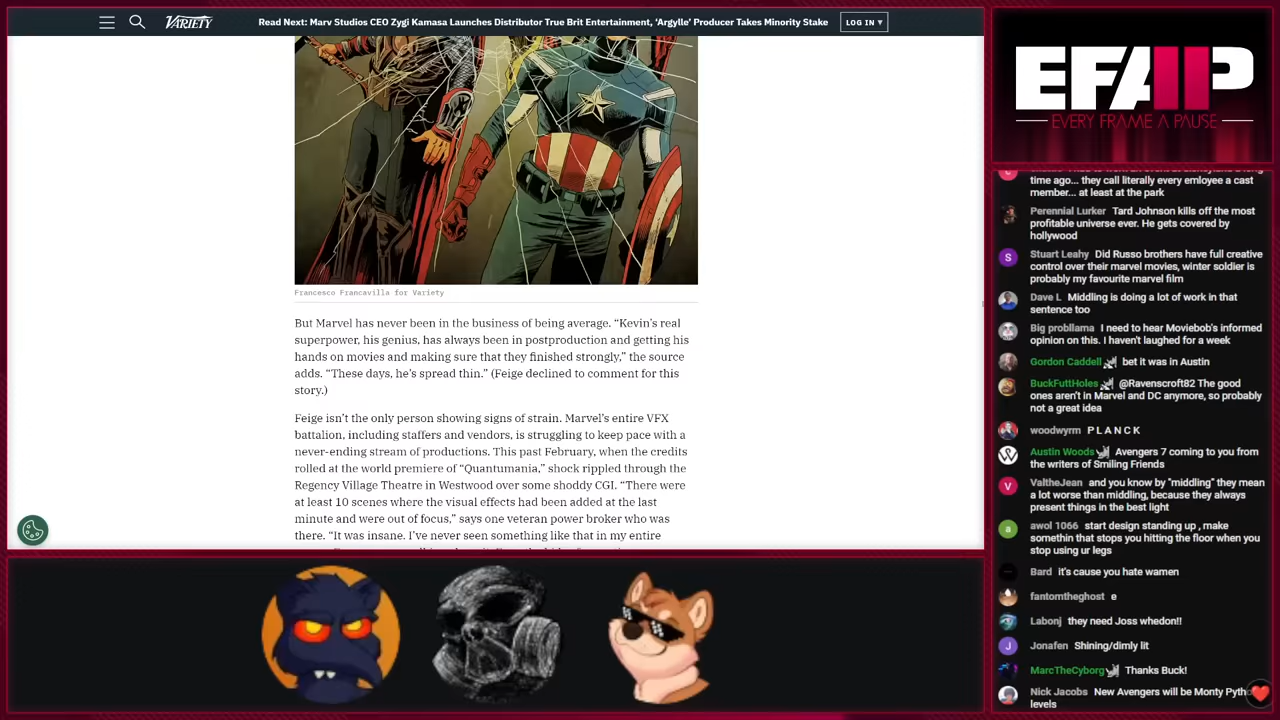 VARIETY
Read Next: Marv Studios CEO Zygi Kamasa Launches Distributor True Brit Entertainment, ‘Argylle’ Producer Takes Minority Stake
LOG IN ▾
Francesco Francavilla for Variety
But Marvel has never been in the business of being average. “Kevin’s real
superpower, his genius, has always been in postproduction and getting his
hands on movies and making sure that they finished strongly,” the source
adds. “These days, he’s spread thin.” (Feige declined to comment for this
story.)
Feige isn’t the only person showing signs of strain. Marvel’s entire VFX
battalion, including staffers and vendors, is struggling to keep pace with a
never-ending stream of productions. This past February, when the credits
rolled at the world premiere of “Quantumania,” shock rippled through the
Regency Village Theatre in Westwood over some shoddy CGI. “There were
at least 10 scenes where the visual effects had been added at the last
minute and were out of focus,” says one veteran power broker who was
there. “It was insane. I’ve never seen something like that in my entire
EFAP
EVERY FRAME A PAUSE
time ago... they call literally every emloyee a cast
member... at least at the park
Perennial Lurker Tard Johnson kills off the most
profitable universe ever. He gets covered by
hollywood
Stuart Leahy Did Russo brothers have full creative
control over their marvel movies, winter soldier is
probably my favourite marvel film
Dave L Middling is doing a lot of work in that
sentence too
Big probllama I need to hear Moviebob's informed
opinion on this. I haven't laughed for a week
Gordon Caddell bet it was in Austin
BuckFuttHoles @Ravenscroft82 The good
ones aren't in Marvel and DC anymore, so probably
not a great idea
woodwyrm P L A N C K
Austin Woods Avengers 7 coming to you from
the writers of Smiling Friends
V
ValtheJean and you know by "middling" they mean
a lot worse than middling, because they always
present things in the best light
a
awol 1066 start design standing up , make
somethin that stops you hitting the floor when you
stop using ur legs
Bard it's cause you hate wamen
fantomtheghost e
Labonj they need Joss whedon!!
J
Jonafen Shining/dimly lit
MarcTheCyborg Thanks Buck!
Nick Jacobs New Avengers will be Monty Pytho
levels